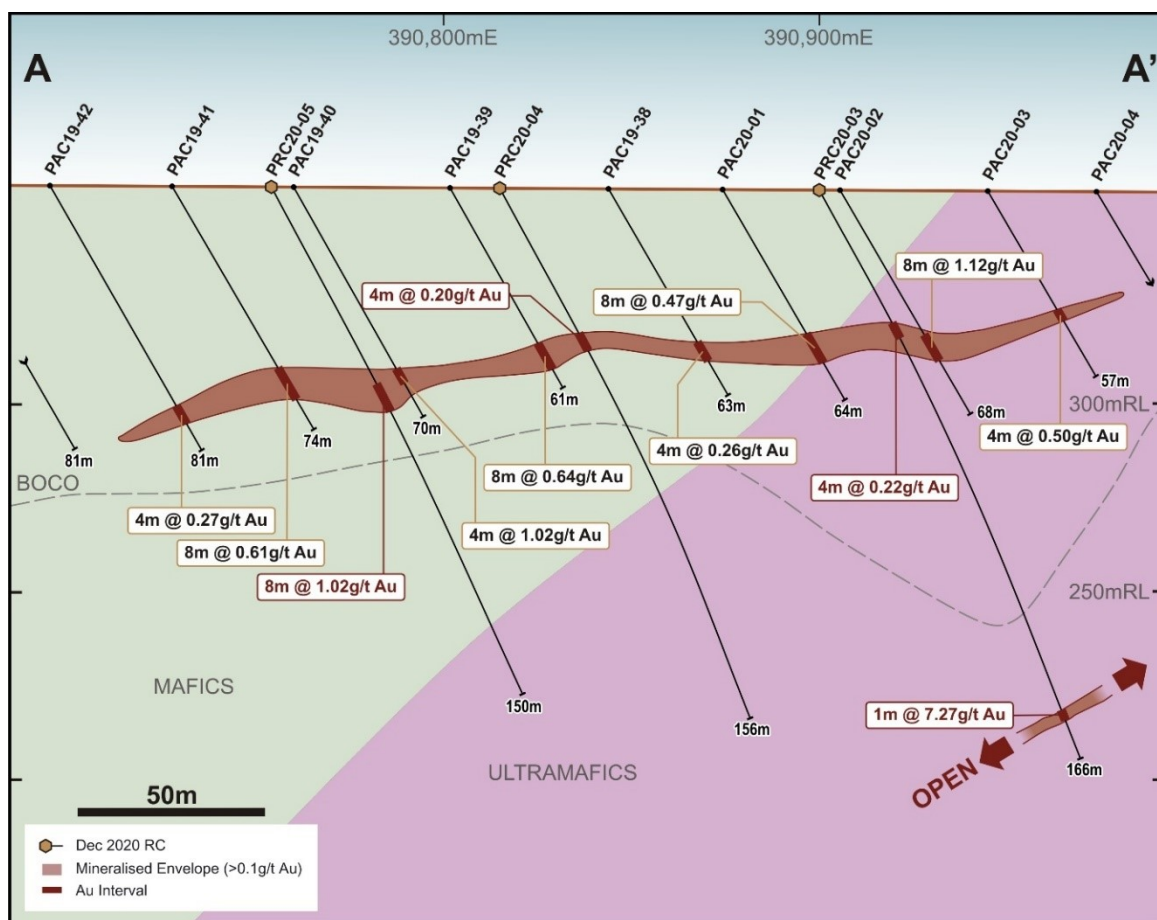 390,800mE
390,900mE
A
A'
PAC19-42
PAC19-41
PRC20-05
PAC19-40
PAC19-39
PRC20-04
PAC19-38
PAC20-01
PRC20-03
PAC20-02
PAC20-03
PAC20-04
8m @ 1.12g/t Au
4m @ 0.20g/t Au
8m @ 0.47g/t Au
57m
61m
63m
64m
300mRL
68m
70m
74m
4m @ 0.50g/t Au
81m
81m
4m @ 0.26g/t Au
8m @ 0.64g/t Au
BOCO
4m @ 0.22g/t Au
4m @ 0.27g/t Au
4m @ 1.02g/t Au
8m @ 0.61g/t Au
8m @ 1.02g/t Au
250mRL
MAFICS
150m
1m @ 7.27g/t Au
156m
ULTRAMAFICS
166m
OPEN
50m
Dec 2020 RC
Mineralised Envelope (>0.1g/t Au)
Au Interval